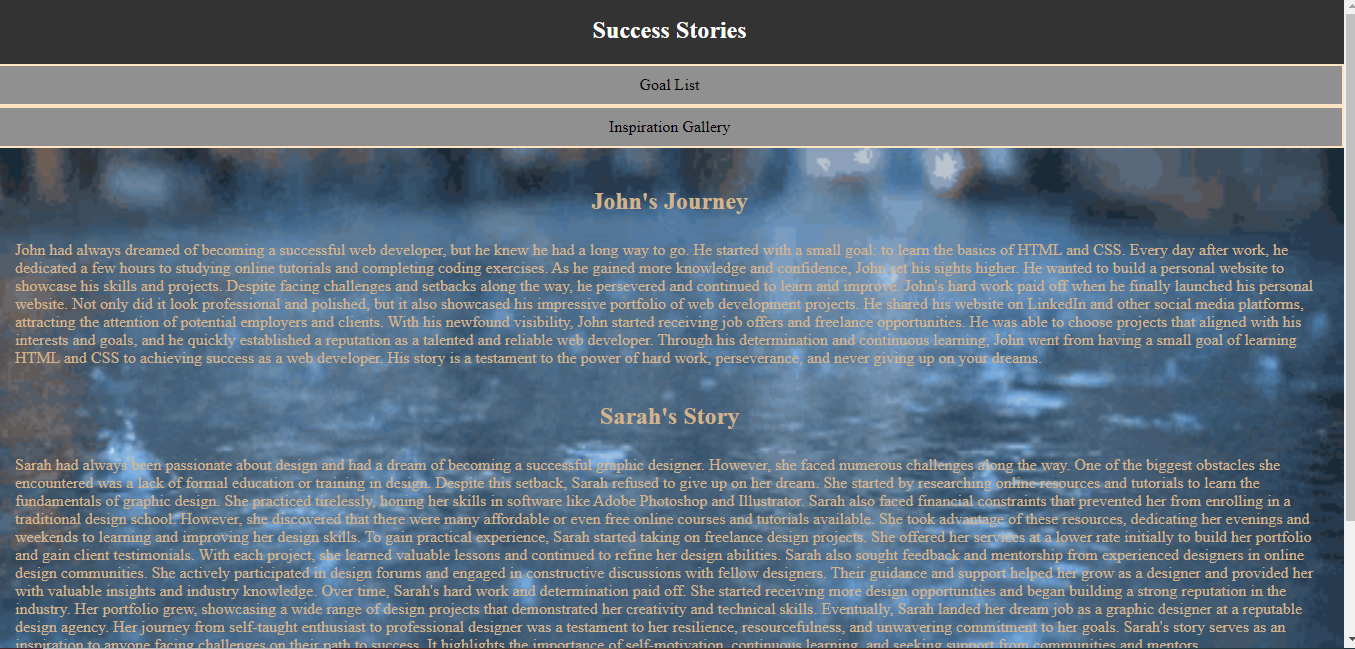 Success Stories
Goal List
Inspiration Gallery
John's Journey
John had always dreamed of becoming a successful web developer, but he knew he had a long way to go. He started with a small goal: to learn the basics of HTML and CSS. Every day after work, he
dedicated a few hours to studying online tutorials and completing coding exercises. As he gained more knowledge and confidence, John set his sights higher. He wanted to build a personal website to
showcase his skills and projects. Despite facing challenges and setbacks along the way, he persevered and continued to learn and improve. John's hard work paid off when he finally launched his personal
website. Not only did it look professional and polished, but it also showcased his impressive portfolio of web development projects. He shared his website on LinkedIn and other social media platforms,
attracting the attention of potential employers and clients. With his newfound visibility, John started receiving job offers and freelance opportunities. He was able to choose projects that aligned with his
interests and goals, and he quickly established a reputation as a talented and reliable web developer. Through his determination and continuous learning, John went from having a small goal of learning
HTML and CSS to achieving success as a web developer. His story is a testament to the power of hard work, perseverance, and never giving up on your dreams.
Sarah's Story
Sarah had always been passionate about design and had a dream of becoming a successful graphic designer. However, she faced numerous challenges along the way. One of the biggest obstacles she
encountered was a lack of formal education or training in design. Despite this setback, Sarah refused to give up on her dream. She started by researching online resources and tutorials to learn the
fundamentals of graphic design. She practiced tirelessly, honing her skills in software like Adobe Photoshop and Illustrator. Sarah also faced financial constraints that prevented her from enrolling in a
traditional design school. However, she discovered that there were many affordable or even free online courses and tutorials available. She took advantage of these resources, dedicating her evenings and
weekends to learning and improving her design skills. To gain practical experience, Sarah started taking on freelance design projects. She offered her services at a lower rate initially to build her portfolio
and gain client testimonials. With each project, she learned valuable lessons and continued to refine her design abilities. Sarah also sought feedback and mentorship from experienced designers in online
design communities. She actively participated in design forums and engaged in constructive discussions with fellow designers. Their guidance and support helped her grow as a designer and provided her
with valuable insights and industry knowledge. Over time, Sarah's hard work and determination paid off. She started receiving more design opportunities and began building a strong reputation in the
industry. Her portfolio grew, showcasing a wide range of design projects that demonstrated her creativity and technical skills. Eventually, Sarah landed her dream job as a graphic designer at a reputable
design agency. Her journey from self-taught enthusiast to professional designer was a testament to her resilience, resourcefulness, and unwavering commitment to her goals. Sarah's story serves as an
inspiration to anyone facing challenges on their path to success. It highlights the importance of self-motivation, continuous learning, and seeking support from communities and mentors.